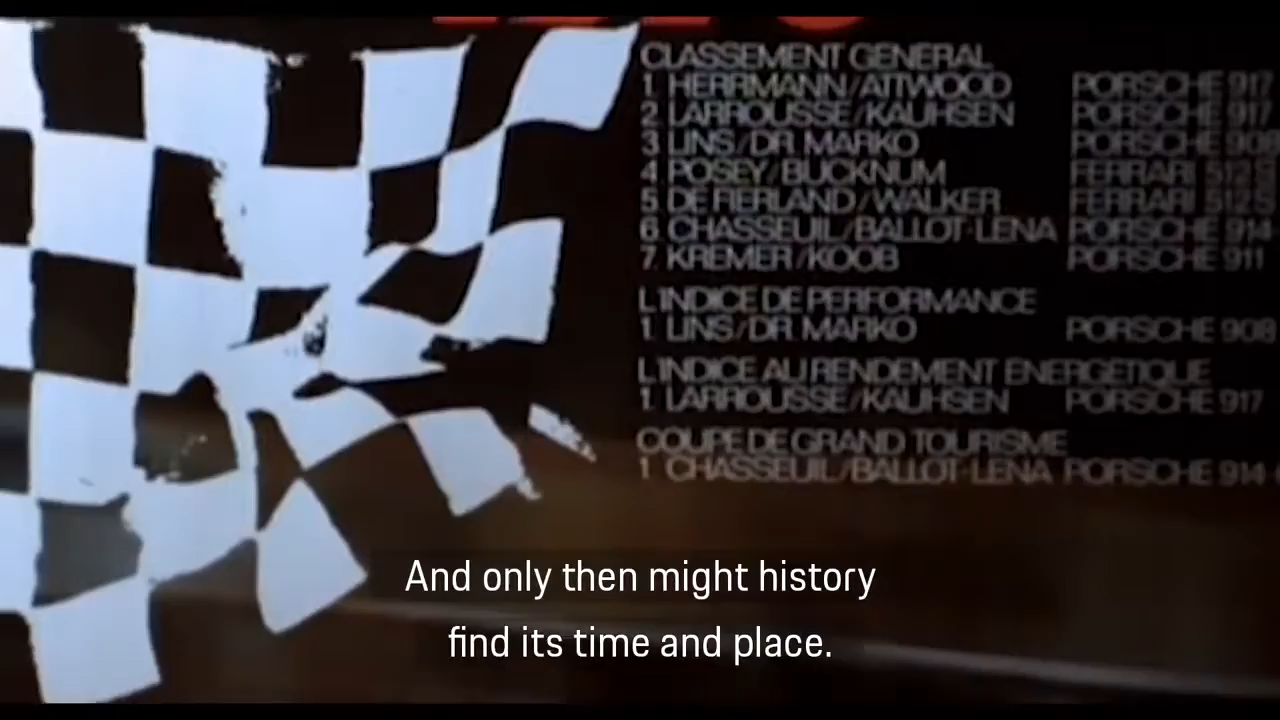 CLASSEMENT GENERAL
1. HERRMANN/ATTWOOD PORSCHE 917
2. LARROUSSE/KAUHSEN PORSCHE 917
3. LINS/DR. MARKO PORSCHE 908
4. POSEY/BUCKNUM FERRARI 512 S
5. DE FIERLAND/WALKER FERRARI 512 S
6. CHASSEUIL/BALLOT-LENA PORSCHE 914
7. KREMER/KOOB PORSCHE 911
L'INDICE DE PERFORMANCE
1. LINS/DR. MARKO PORSCHE 908
L'INDICE AU RENDEMENT ENERGETIQUE
1. LARROUSSE/KAUHSEN PORSCHE 917
COUPE DE GRAND TOURISME
1 CHASSEUIL/BALLOT-LENA PORSCHE 914
And only then might history
find its time and place.